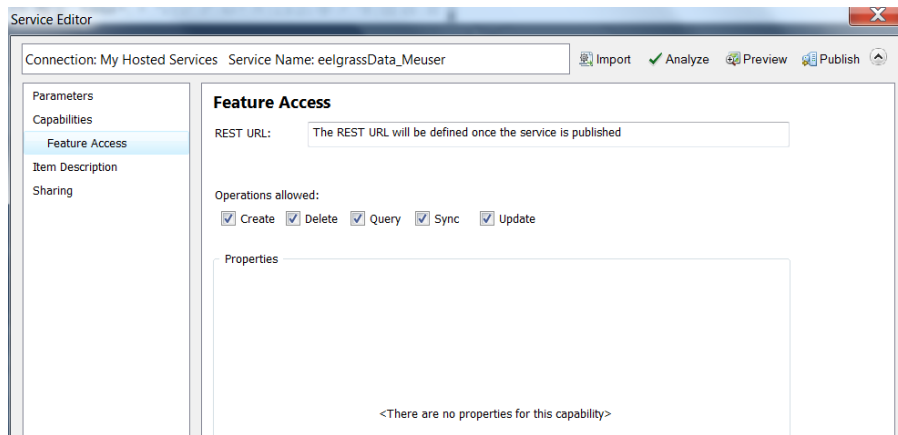 Service Editor
Connection: My Hosted Services Service Name: eelgrassData_Meuser
Import Analyze Preview Publish
Parameters
Capabilities
Feature Access
Item Description
Sharing
Feature Access
REST URL: The REST URL will be defined once the service is published
Operations allowed:
Create Delete Query Sync Update
Properties
<There are no properties for this capability>